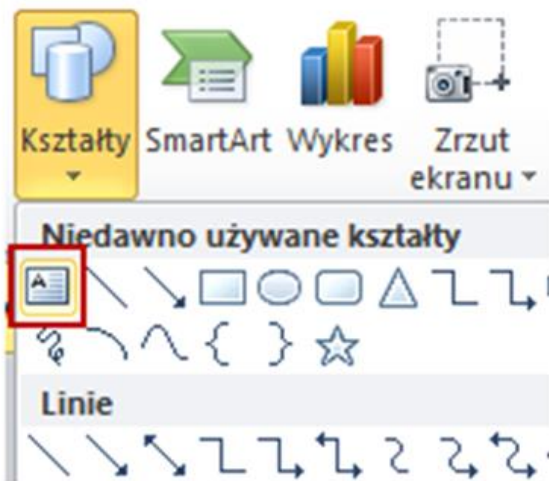 Kształty SmartArt Wykres Zrzut
ekranu
Niedawno używane kształty
A
Linie